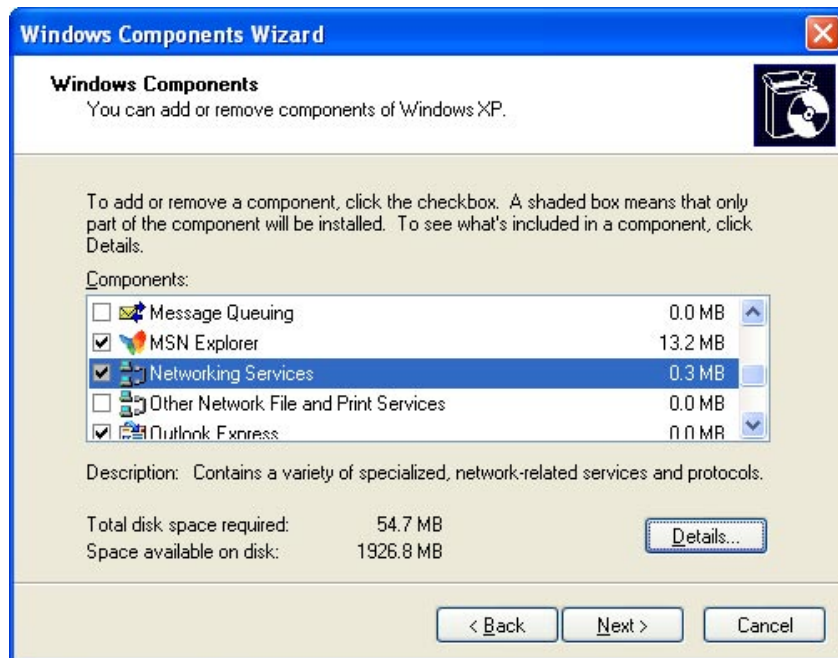 Windows Components Wizard
Windows Components
You can add or remove components of Windows XP.
To add or remove a component, click the checkbox. A shaded box means that only
part of the component will be installed. To see what's included in a component, click
Details.
Components:
Message Queuing 0.0 MB
MSN Explorer 13.2 MB
Networking Services 0.3 MB
Other Network File and Print Services 0.0 MB
Outlook Express 0.0 MB
Description: Contains a variety of specialized, network-related services and protocols.
Total disk space required: 54.7 MB
Space available on disk: 1926.8 MB
Details...
< Back Next > Cancel